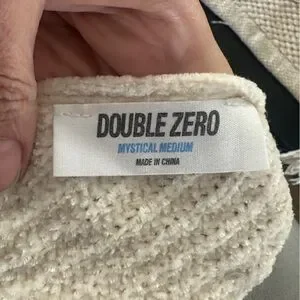 DOUBLE ZERO
MYSTICAL MEDIUM
MADE IN CHINA